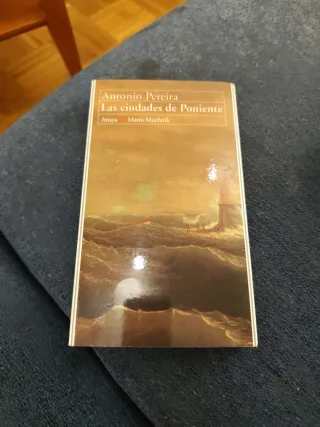 Antonio Pereira
Las ciudades de Poniente
Anaya Mario Muchnik